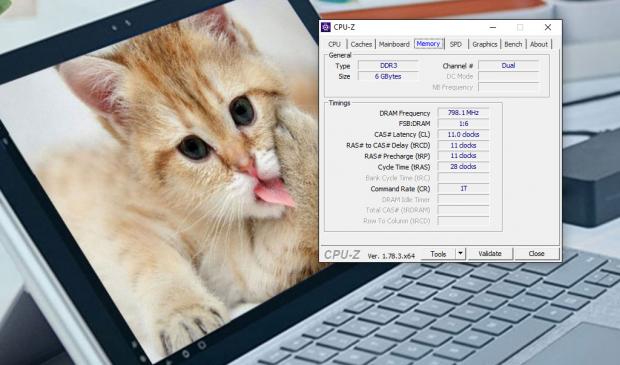 CPU-Z
CPU Caches Mainboard Memory SPD Graphics Bench About
General
Type DDR3 Channel # Dual
Size 6 GBytes DC Mode
NB Frequency
Timings
DRAM Frequency 798.1 MHz
FSB:DRAM 1:6
CAS# Latency (CL) 11.0 clocks
RAS# to CAS# Delay (tRCD) 11 clocks
RAS# Precharge (tRP) 11 clocks
Cycle Time (tRAS) 28 clocks
Bank Cycle Time (tRC)
Command Rate (CR) 1T
DRAM Idle Timer
Total CAS# (tRDRAM)
Row To Column (tRCD)
CPU-Z Ver. 1.78.3.x64 Tools Validate Close